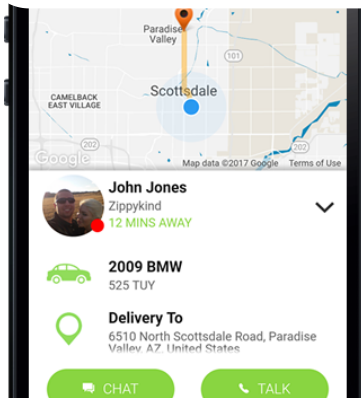 Paradise
Valley
101
CAMELBACK
EAST VILLAGE
Scottsdale
202
202
Google
Map data ©2017 Google Terms of Use
John Jones
Zippykind
12 MINS AWAY
2009 BMW
525 TUY
Delivery To
6510 North Scottsdale Road, Paradise
Valley, AZ, United States
CHAT
TALK